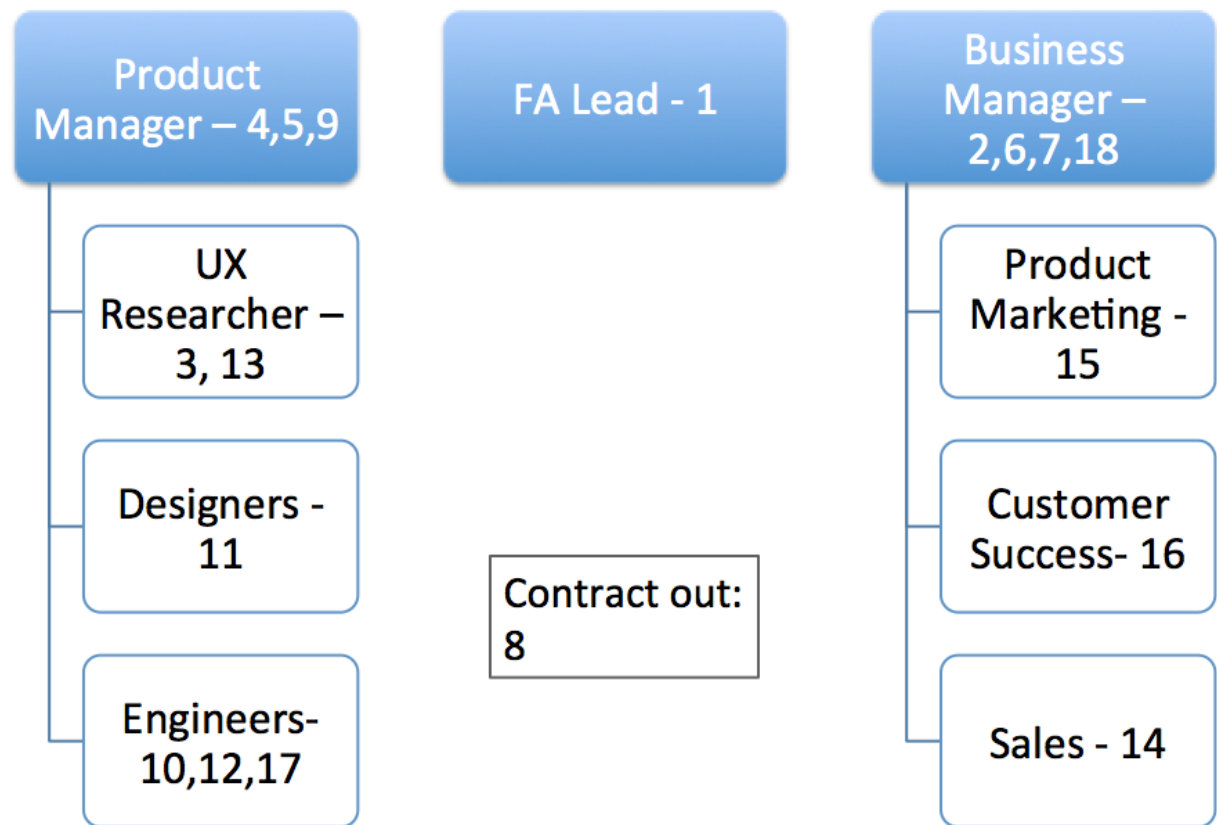 Product
Manager – 4,5,9
UX
Researcher –
3, 13
Designers -
11
Engineers-
10,12,17
FA Lead - 1
Contract out:
8
Business
Manager –
2,6,7,18
Product
Marketing -
15
Customer
Success- 16
Sales - 14